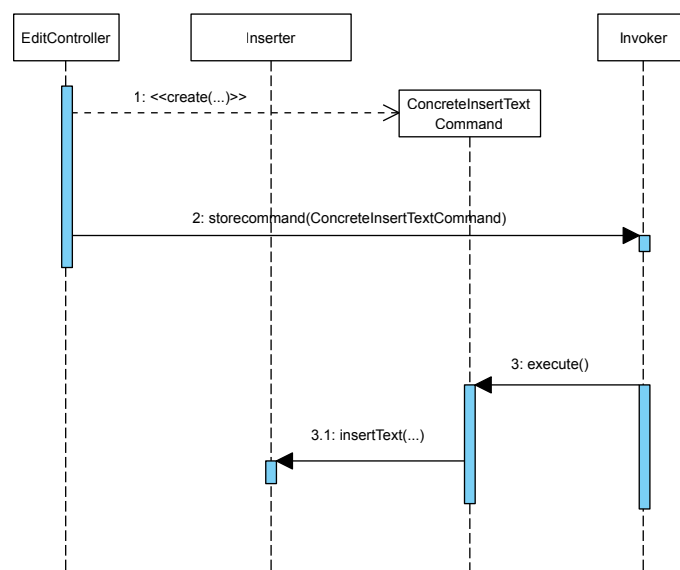 EditController
Inserter
Invoker
1: <<create(...)>>
ConcreteInsertText
Command
2: storecommand(ConcreteInsertTextCommand)
3: execute()
3.1: insertText(...)